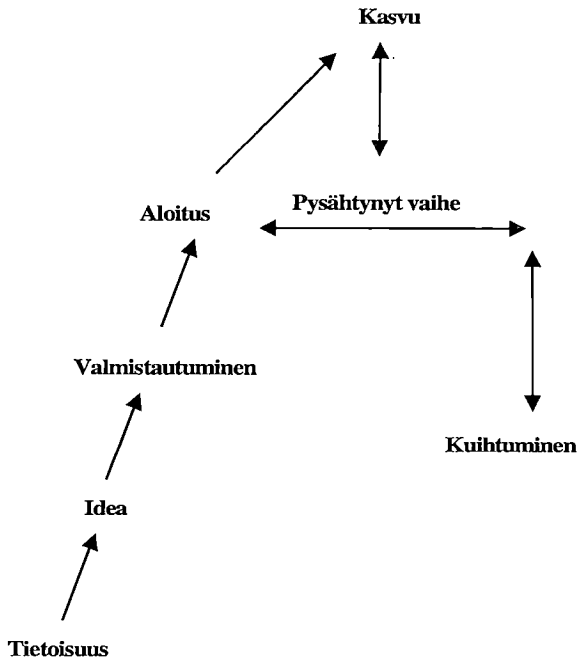 Kasvu
Pysähtynyt vaihe
Aloitus
Valmistautuminen
Kuihtuminen
Idea
Tietoisuus